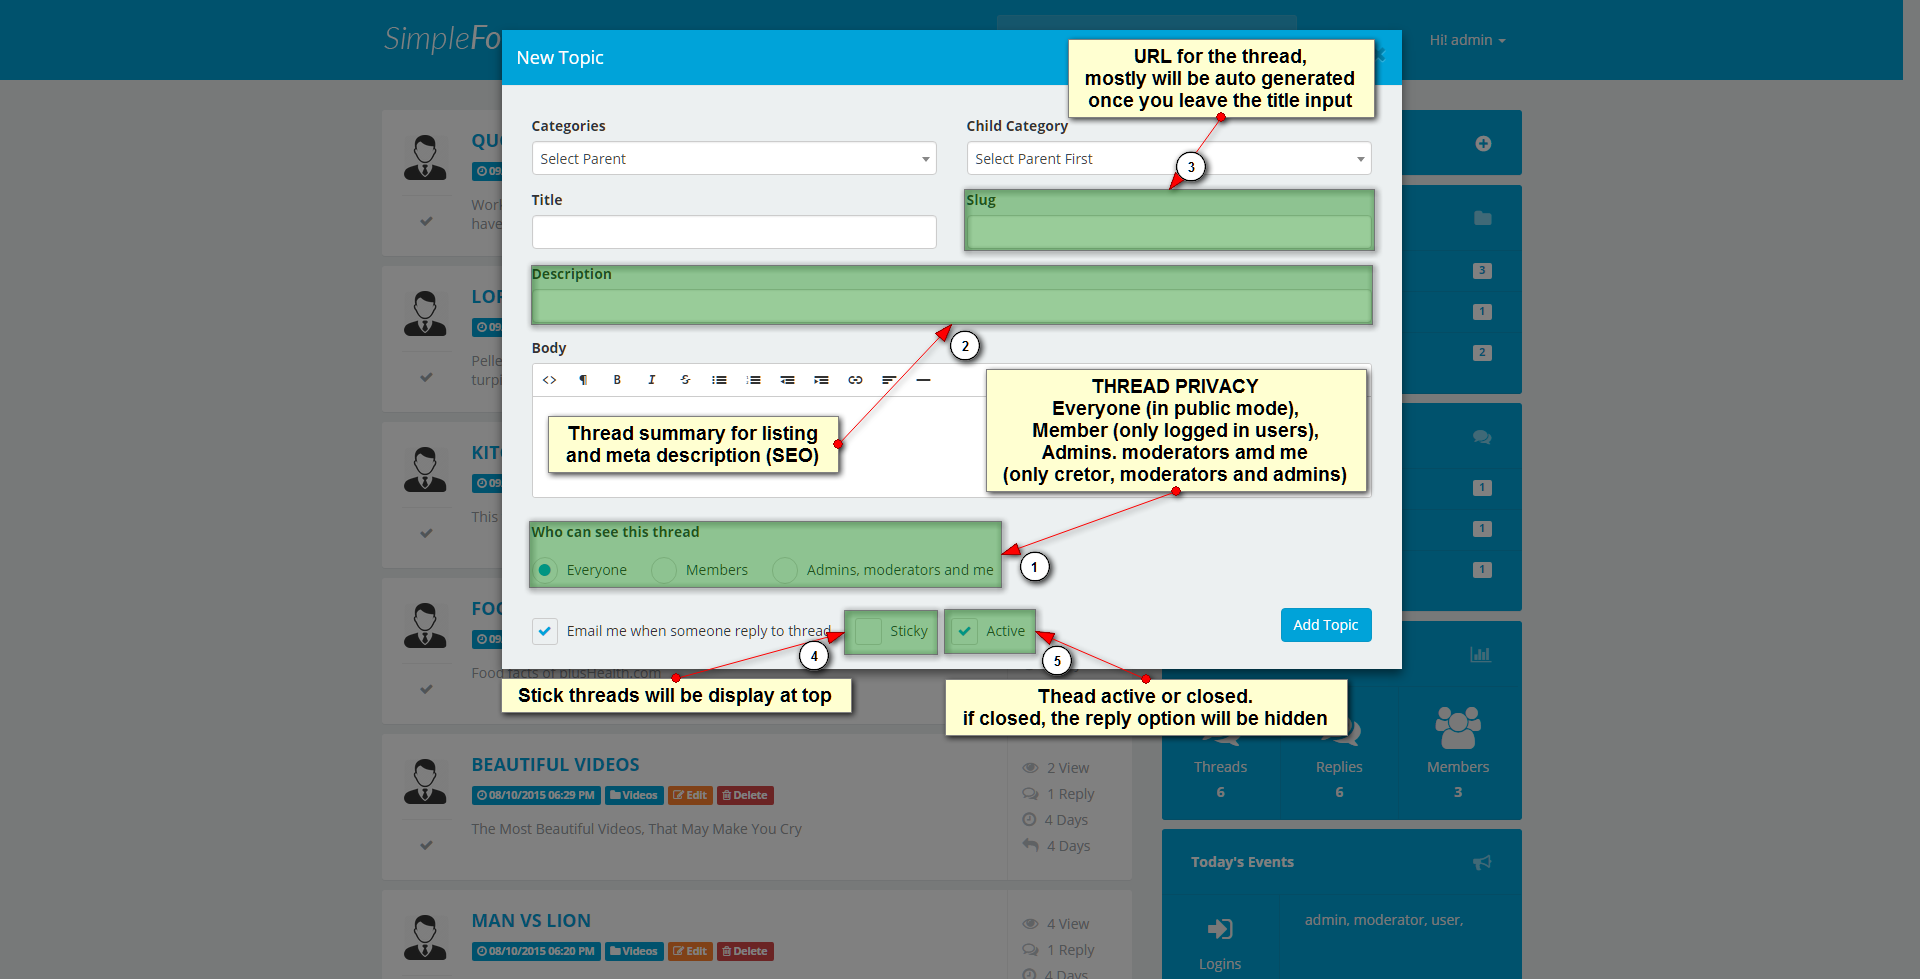 SimpleFo
Hi! admin
New Topic
URL for the thread,
mostly will be auto generated
once you leave the title input
Categories
Child Category
Select Parent
Select Parent First
3
Title
Slug
Description
2
Body
B I S
Thread summary for listing
and meta description (SEO)
THREAD PRIVACY
Everyone (in public mode),
Member (only logged in users),
Admins. moderators amd me
(only cretor, moderators and admins)
Who can see this thread
Everyone Members Admins, moderators and me
1
Email me when someone reply to thread
Sticky
Active
Add Topic
4
5
Stick threads will be display at top
Thead active or closed.
if closed, the reply option will be hidden
QU
09
Work
have
LOR
09
Pelle
turpi
KIT
09
This
FOO
09
Food facts of plusHealth.com
BEAUTIFUL VIDEOS
08/10/2015 06:29 PM Videos Edit Delete
The Most Beautiful Videos, That May Make You Cry
2 View
1 Reply
4 Days
4 Days
MAN VS LION
08/10/2015 06:20 PM Videos Edit Delete
4 View
1 Reply
4 Days
3
1
2
1
1
1
Threads Replies Members
6 6 3
Today's Events
admin, moderator, user,
Logins